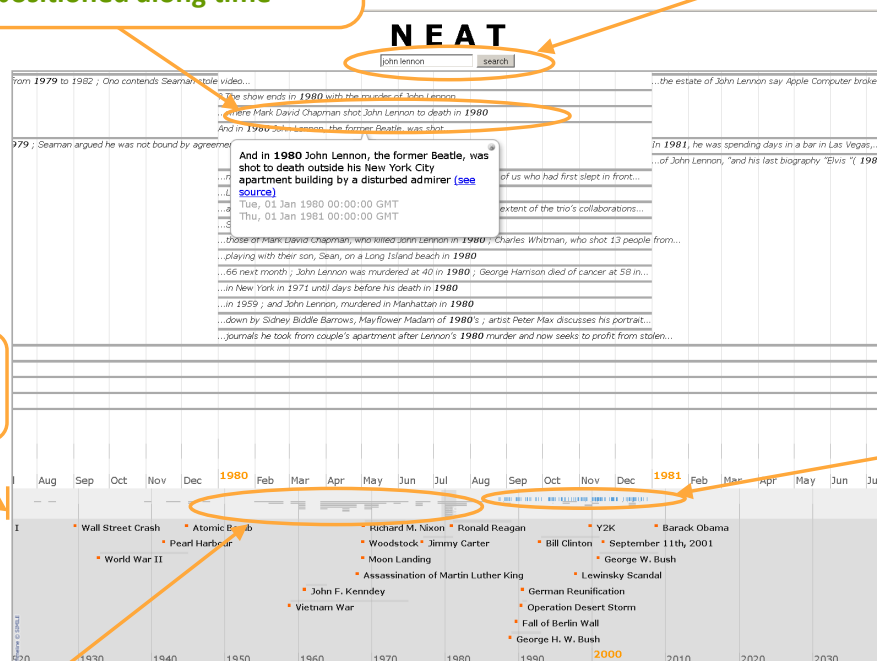 positioned along time
NEAT
john lennon search
from 1979 to 1982 ; Ono contends Seaman stole video...
...the estate of John Lennon say Apple Computer broke
? The show ends in 1980 with the murder of John Lennon
...where Mark David Chapman shot John Lennon to death in 1980
And in 1980 John Lennon, the former Beatle, was shot
979 ; Seaman argued he was not bound by agreemen
In 1981, he was spending days in a bar in Las Vegas,..
...of John Lennon, "and his last biography "Elvis "( 198
And in 1980 John Lennon, the former Beatle, was
shot to death outside his New York City
apartment building by a disturbed admirer (see
source)
Tue, 01 Jan 1980 00:00:00 GMT
Thu, 01 Jan 1981 00:00:00 GMT
of us who had first slept in front...
extent of the trio's collaborations...
...those of Mark David Chapman, who killed John Lennon in 1980 ; Charles Whitman, who shot 13 people from...
...playing with their son, Sean, on a Long Island beach in 1980
...66 next month ; John Lennon was murdered at 40 in 1980 ; George Harrison died of cancer at 58 in...
...in New York in 1971 until days before his death in 1980
...in 1959 ; and John Lennon, murdered in Manhattan in 1980
...down by Sidney Biddle Barrows, Mayflower Madam of 1980's ; artist Peter Max discusses his portrait...
...journals he took from couple's apartment after Lennon's 1980 murder and now seeks to profit from stolen...
Aug Sep Oct Nov Dec 1980 Feb Mar Apr May Jun Jul Aug Sep Oct Nov Dec 1981 Feb Mar Apr May Jun Ju
I Wall Street Crash Atomic Bomb Richard M. Nixon Ronald Reagan Y2K Barack Obama
Pearl Harbour Woodstock Jimmy Carter Bill Clinton September 11th, 2001
World War II Moon Landing George W. Bush
Assassination of Martin Luther King Lewinsky Scandal
John F. Kenndey German Reunification
Vietnam War Operation Desert Storm
Fall of Berlin Wall
George H. W. Bush
920 1930 1940 1950 1960 1970 1980 1990 2000 2010 2020 2030